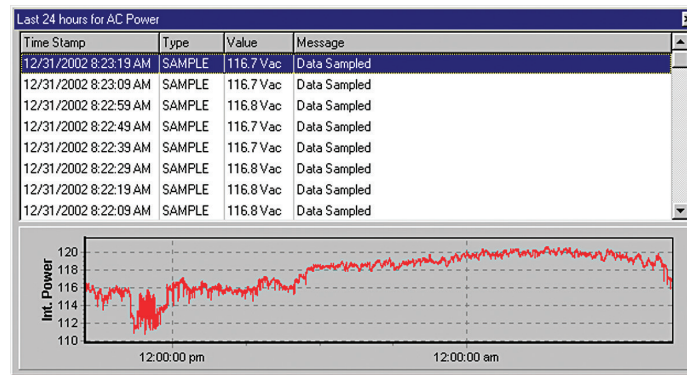 Last 24 hours for AC Power
Time Stamp Type Value Message
12/31/2002 8:23:19 AM SAMPLE 116.7 Vac Data Sampled
12/31/2002 8:23:09 AM SAMPLE 116.7 Vac Data Sampled
12/31/2002 8:22:59 AM SAMPLE 116.8 Vac Data Sampled
12/31/2002 8:22:49 AM SAMPLE 116.7 Vac Data Sampled
12/31/2002 8:22:39 AM SAMPLE 116.7 Vac Data Sampled
12/31/2002 8:22:29 AM SAMPLE 116.8 Vac Data Sampled
12/31/2002 8:22:19 AM SAMPLE 116.8 Vac Data Sampled
12/31/2002 8:22:09 AM SAMPLE 116.8 Vac Data Sampled
Int. Power
120
118
116
114
112
110
12:00:00 pm 12:00:00 am